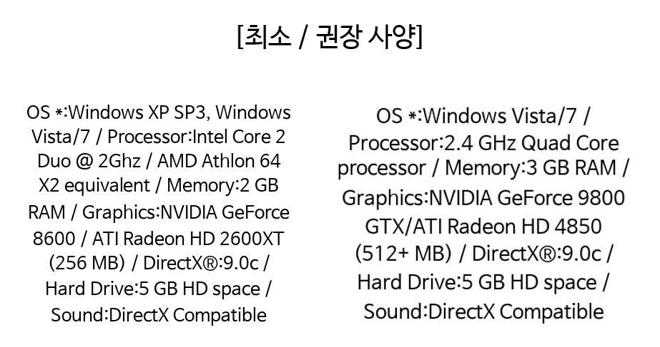 [최소 / 권장 사양]
OS *:Windows XP SP3, Windows
Vista/7 / Processor:Intel Core 2
Duo @ 2Ghz / AMD Athlon 64
X2 equivalent / Memory:2 GB
RAM / Graphics:NVIDIA GeForce
8600 / ATI Radeon HD 2600XT
(256 MB) / DirectX®:9.0c /
Hard Drive:5 GB HD space /
Sound:DirectX Compatible
OS *:Windows Vista/7 /
Processor:2.4 GHz Quad Core
processor / Memory:3 GB RAM /
Graphics:NVIDIA GeForce 9800
GTX/ATI Radeon HD 4850
(512+ MB) / DirectX®:9.0c /
Hard Drive:5 GB HD space /
Sound:DirectX Compatible